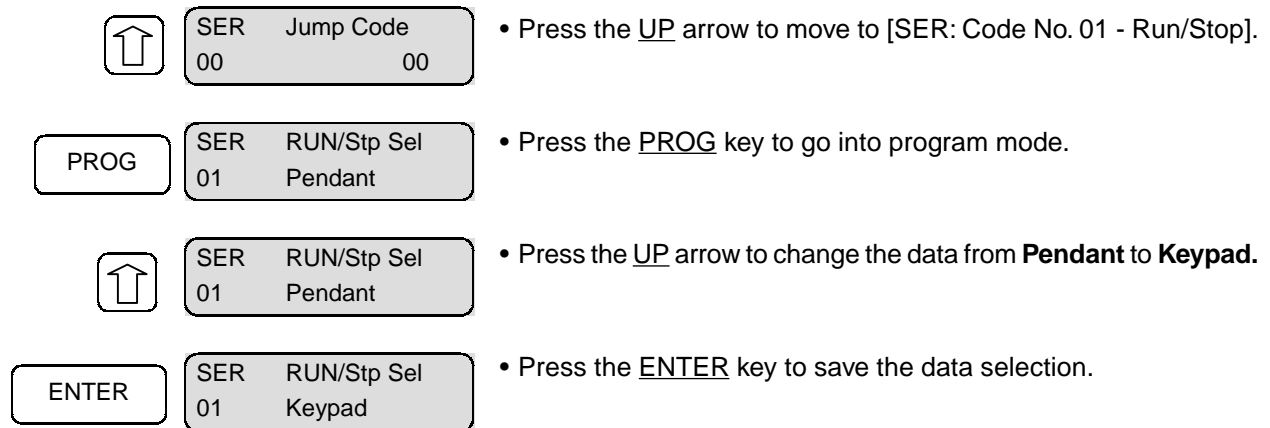 SER Jump Code
00 00
• Press the UP arrow to move to [SER: Code No. 01 - Run/Stop].
PROG
SER RUN/Stp Sel
01 Pendant
• Press the PROG key to go into program mode.
SER RUN/Stp Sel
01 Pendant
• Press the UP arrow to change the data from Pendant to Keypad.
ENTER
SER RUN/Stp Sel
01 Keypad
• Press the ENTER key to save the data selection.